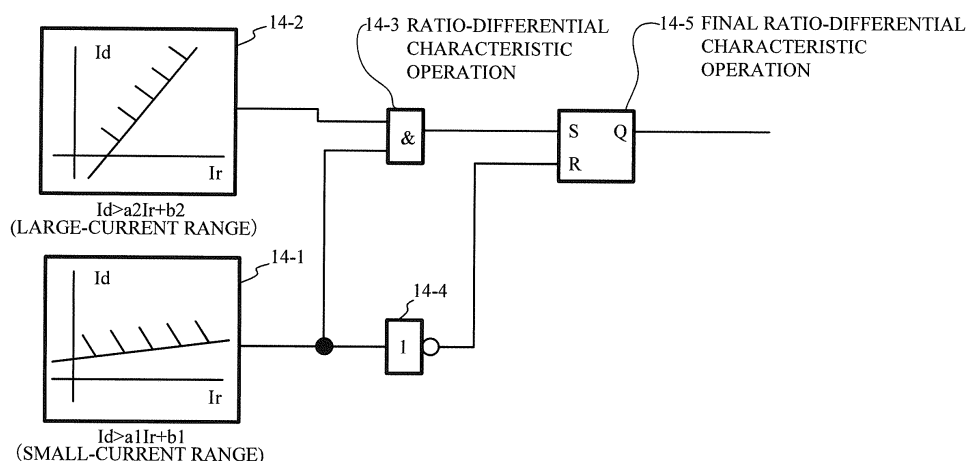 14-2
Id
Ir
Id>a2Ir+b2
(LARGE-CURRENT RANGE)
14-3 RATIO-DIFFERENTIAL
CHARACTERISTIC
OPERATION
&
14-5 FINAL RATIO-DIFFERENTIAL
CHARACTERISTIC
OPERATION
S Q
R
14-1
Id
Ir
Id>a1Ir+b1
(SMALL-CURRENT RANGE)
14-4
1